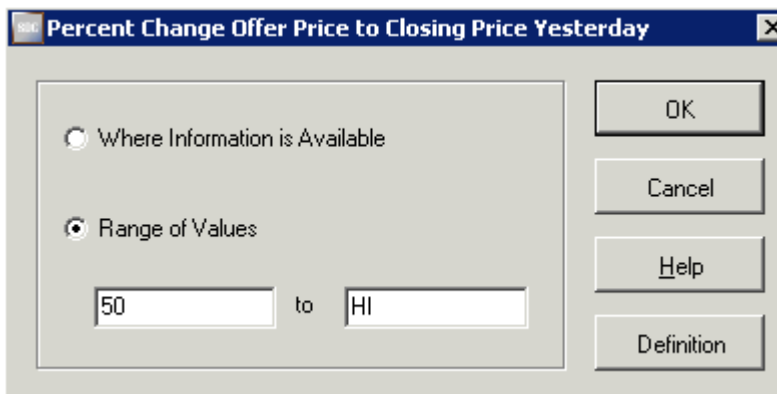 SDC Percent Change Offer Price to Closing Price Yesterday
Where Information is Available
Range of Values
50 to HI
OK
Cancel
Help
Definition